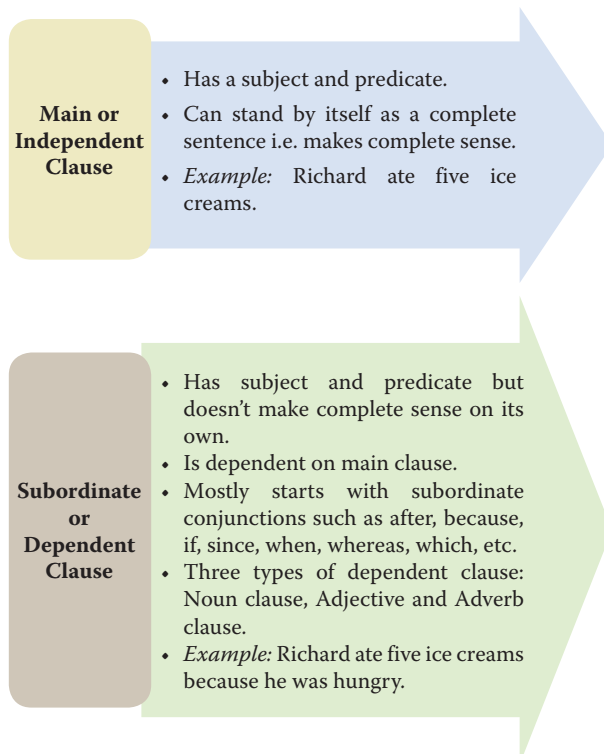 Main or
Independent
Clause
• Has a subject and predicate.
• Can stand by itself as a complete
sentence i.e. makes complete sense.
• Example: Richard ate five ice
creams.
Subordinate
or
Dependent
Clause
• Has subject and predicate but
doesn’t make complete sense on its
own.
• Is dependent on main clause.
• Mostly starts with subordinate
conjunctions such as after, because,
if, since, when, whereas, which, etc.
• Three types of dependent clause:
Noun clause, Adjective and Adverb
clause.
• Example: Richard ate five ice creams
because he was hungry.